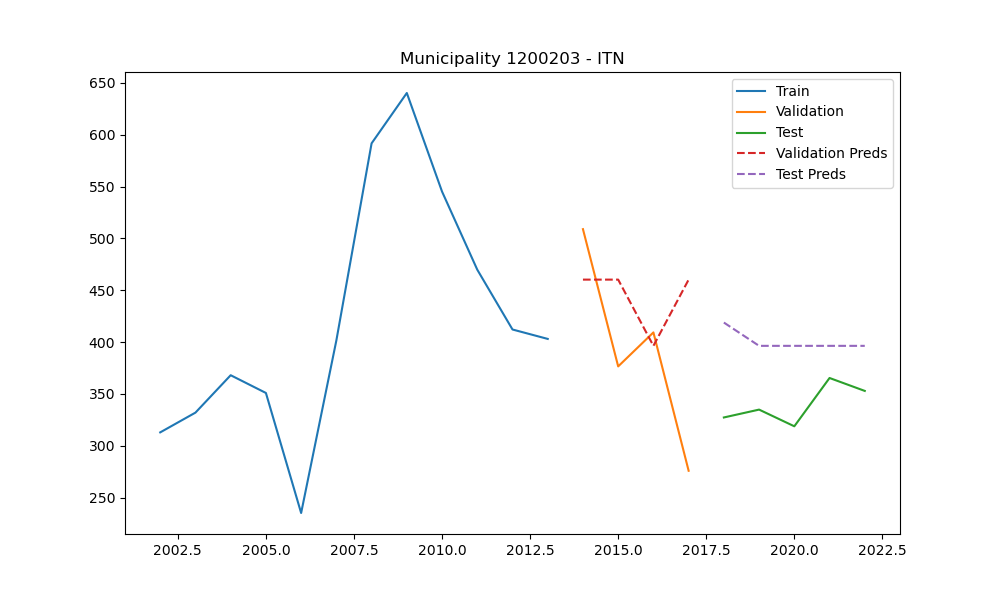 Municipality 1200203 - ITN
650
600
550
500
450
400
350
300
250
Train
Validation
Test
Validation Preds
Test Preds
2002.5 2005.0 2007.5 2010.0 2012.5 2015.0 2017.5 2020.0 2022.5